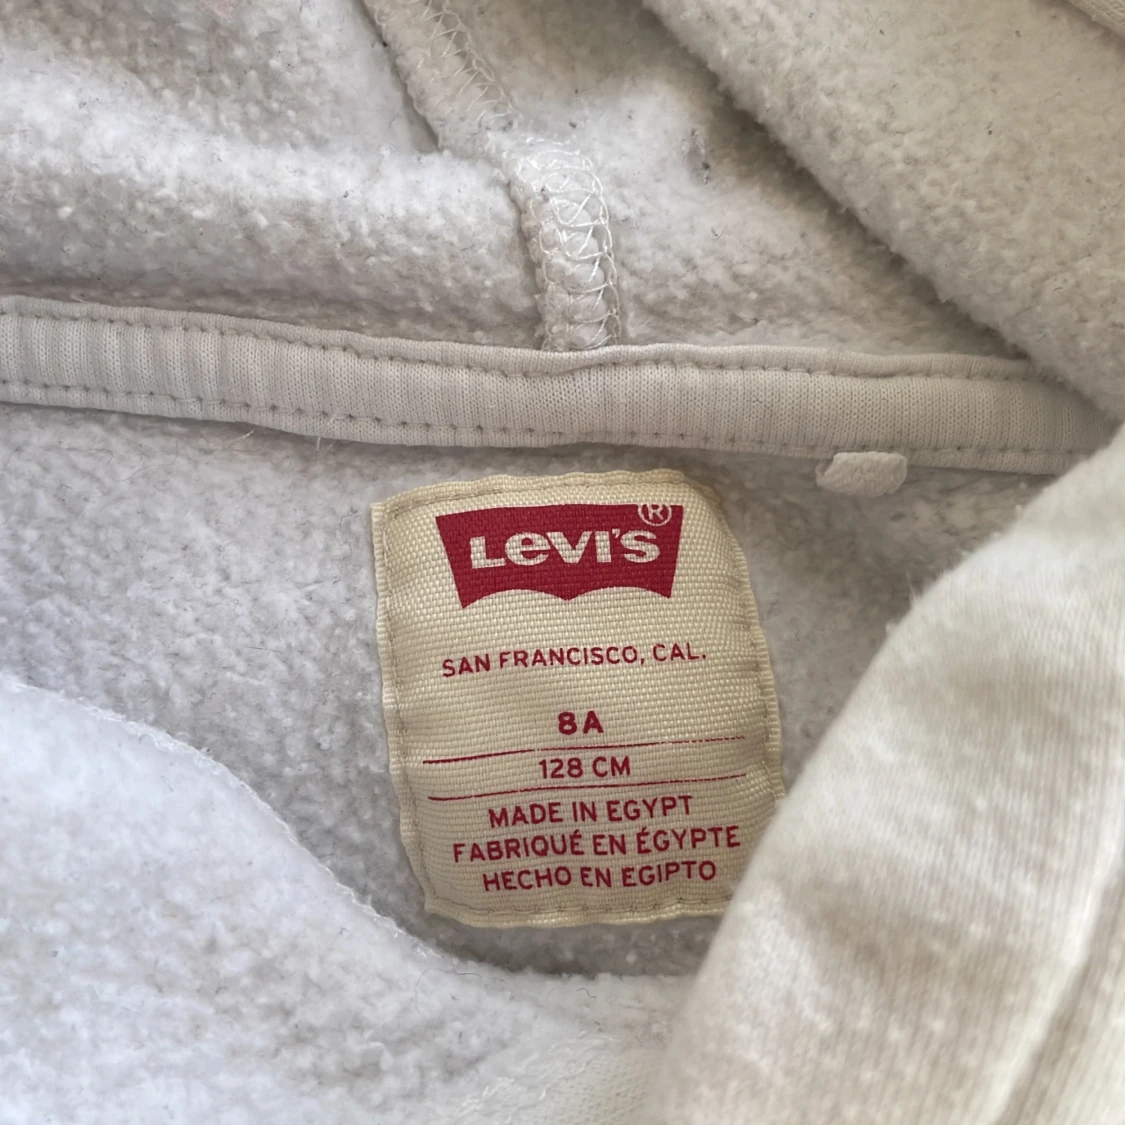 Levi's ®
SAN FRANCISCO, CAL.
8A
128 CM
MADE IN EGYPT
FABRIQUÉ EN ÉGYPTE
HECHO EN EGIPTO